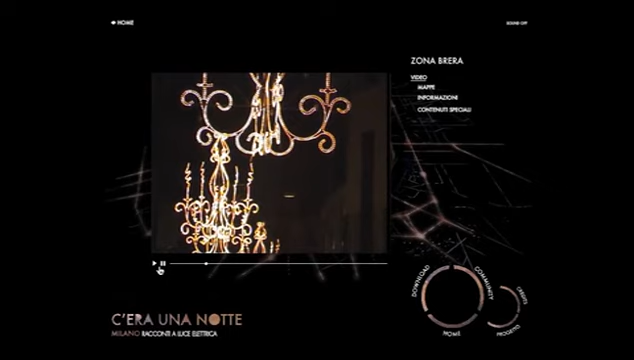 HOME
SOUND OFF
ZONA BRERA
VIDEO
MAPPE
INFORMAZIONI
CONTENUTI SPECIALI
DOWNLOAD
COMMUNITY
HOME
CREDITS
PROGETTO
C'ERA UNA NOTTE
MILANO RACCONTI A LUCE ELETTRICA